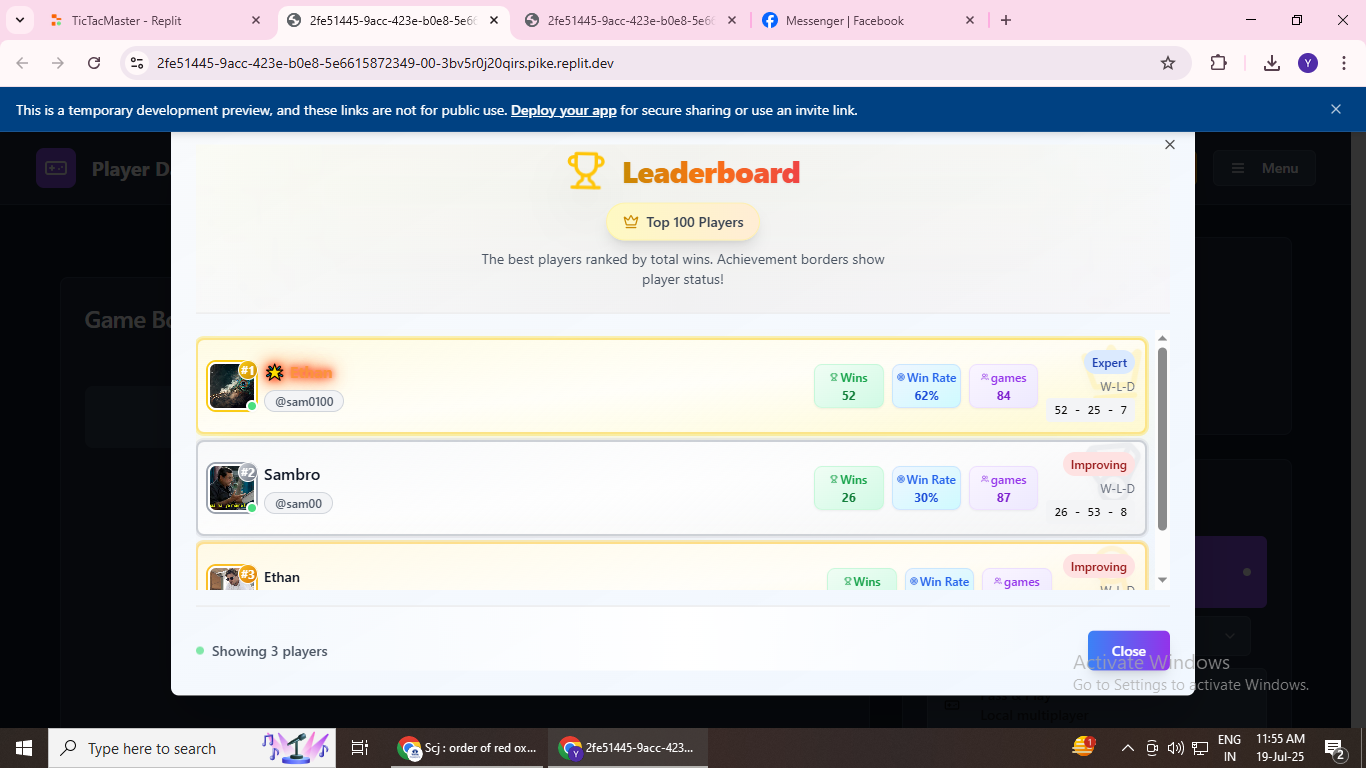 TicTacMaster - Replit
2fe51445-9acc-423e-b0e8-5e66
2fe51445-9acc-423e-b0e8-5e66
Messenger | Facebook
2fe51445-9acc-423e-b0e8-5e6615872349-00-3bv5r0j20qirs.pike.replit.dev
Y
This is a temporary development preview, and these links are not for public use. Deploy your app for secure sharing or use an invite link.
Player D
Menu
Leaderboard
Top 100 Players
The best players ranked by total wins. Achievement borders show
player status!
Game Bo
#1
Ethan
@sam0100
Wins
52
Win Rate
62%
games
84
Expert
W-L-D
52 - 25 - 7
#2
Sambro
@sam00
Wins
26
Win Rate
30%
games
87
Improving
W-L-D
26 - 53 - 8
#3
Ethan
Wins
Win Rate
games
Improving
W-L-D
Showing 3 players
Close
Activate Windows
Go to Settings to activate Windows.
Local multiplayer
Type here to search
Scj : order of red ox...
2fe51445-9acc-423...
1
ENG
IN
11:55 AM
19-Jul-25
2